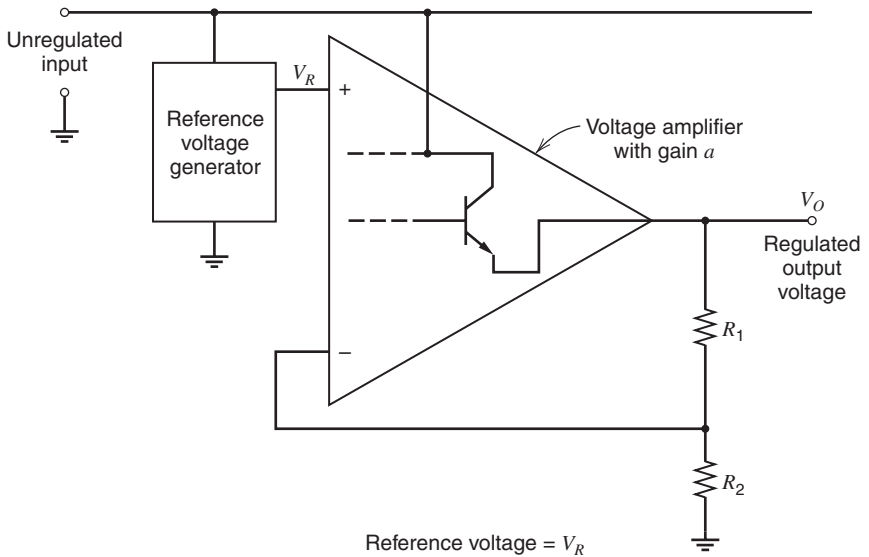 Unregulated
input
Reference
voltage
generator
V_R
+
−
Voltage amplifier
with gain a
V_O
Regulated
output
voltage
R_1
R_2
Reference voltage = V_R